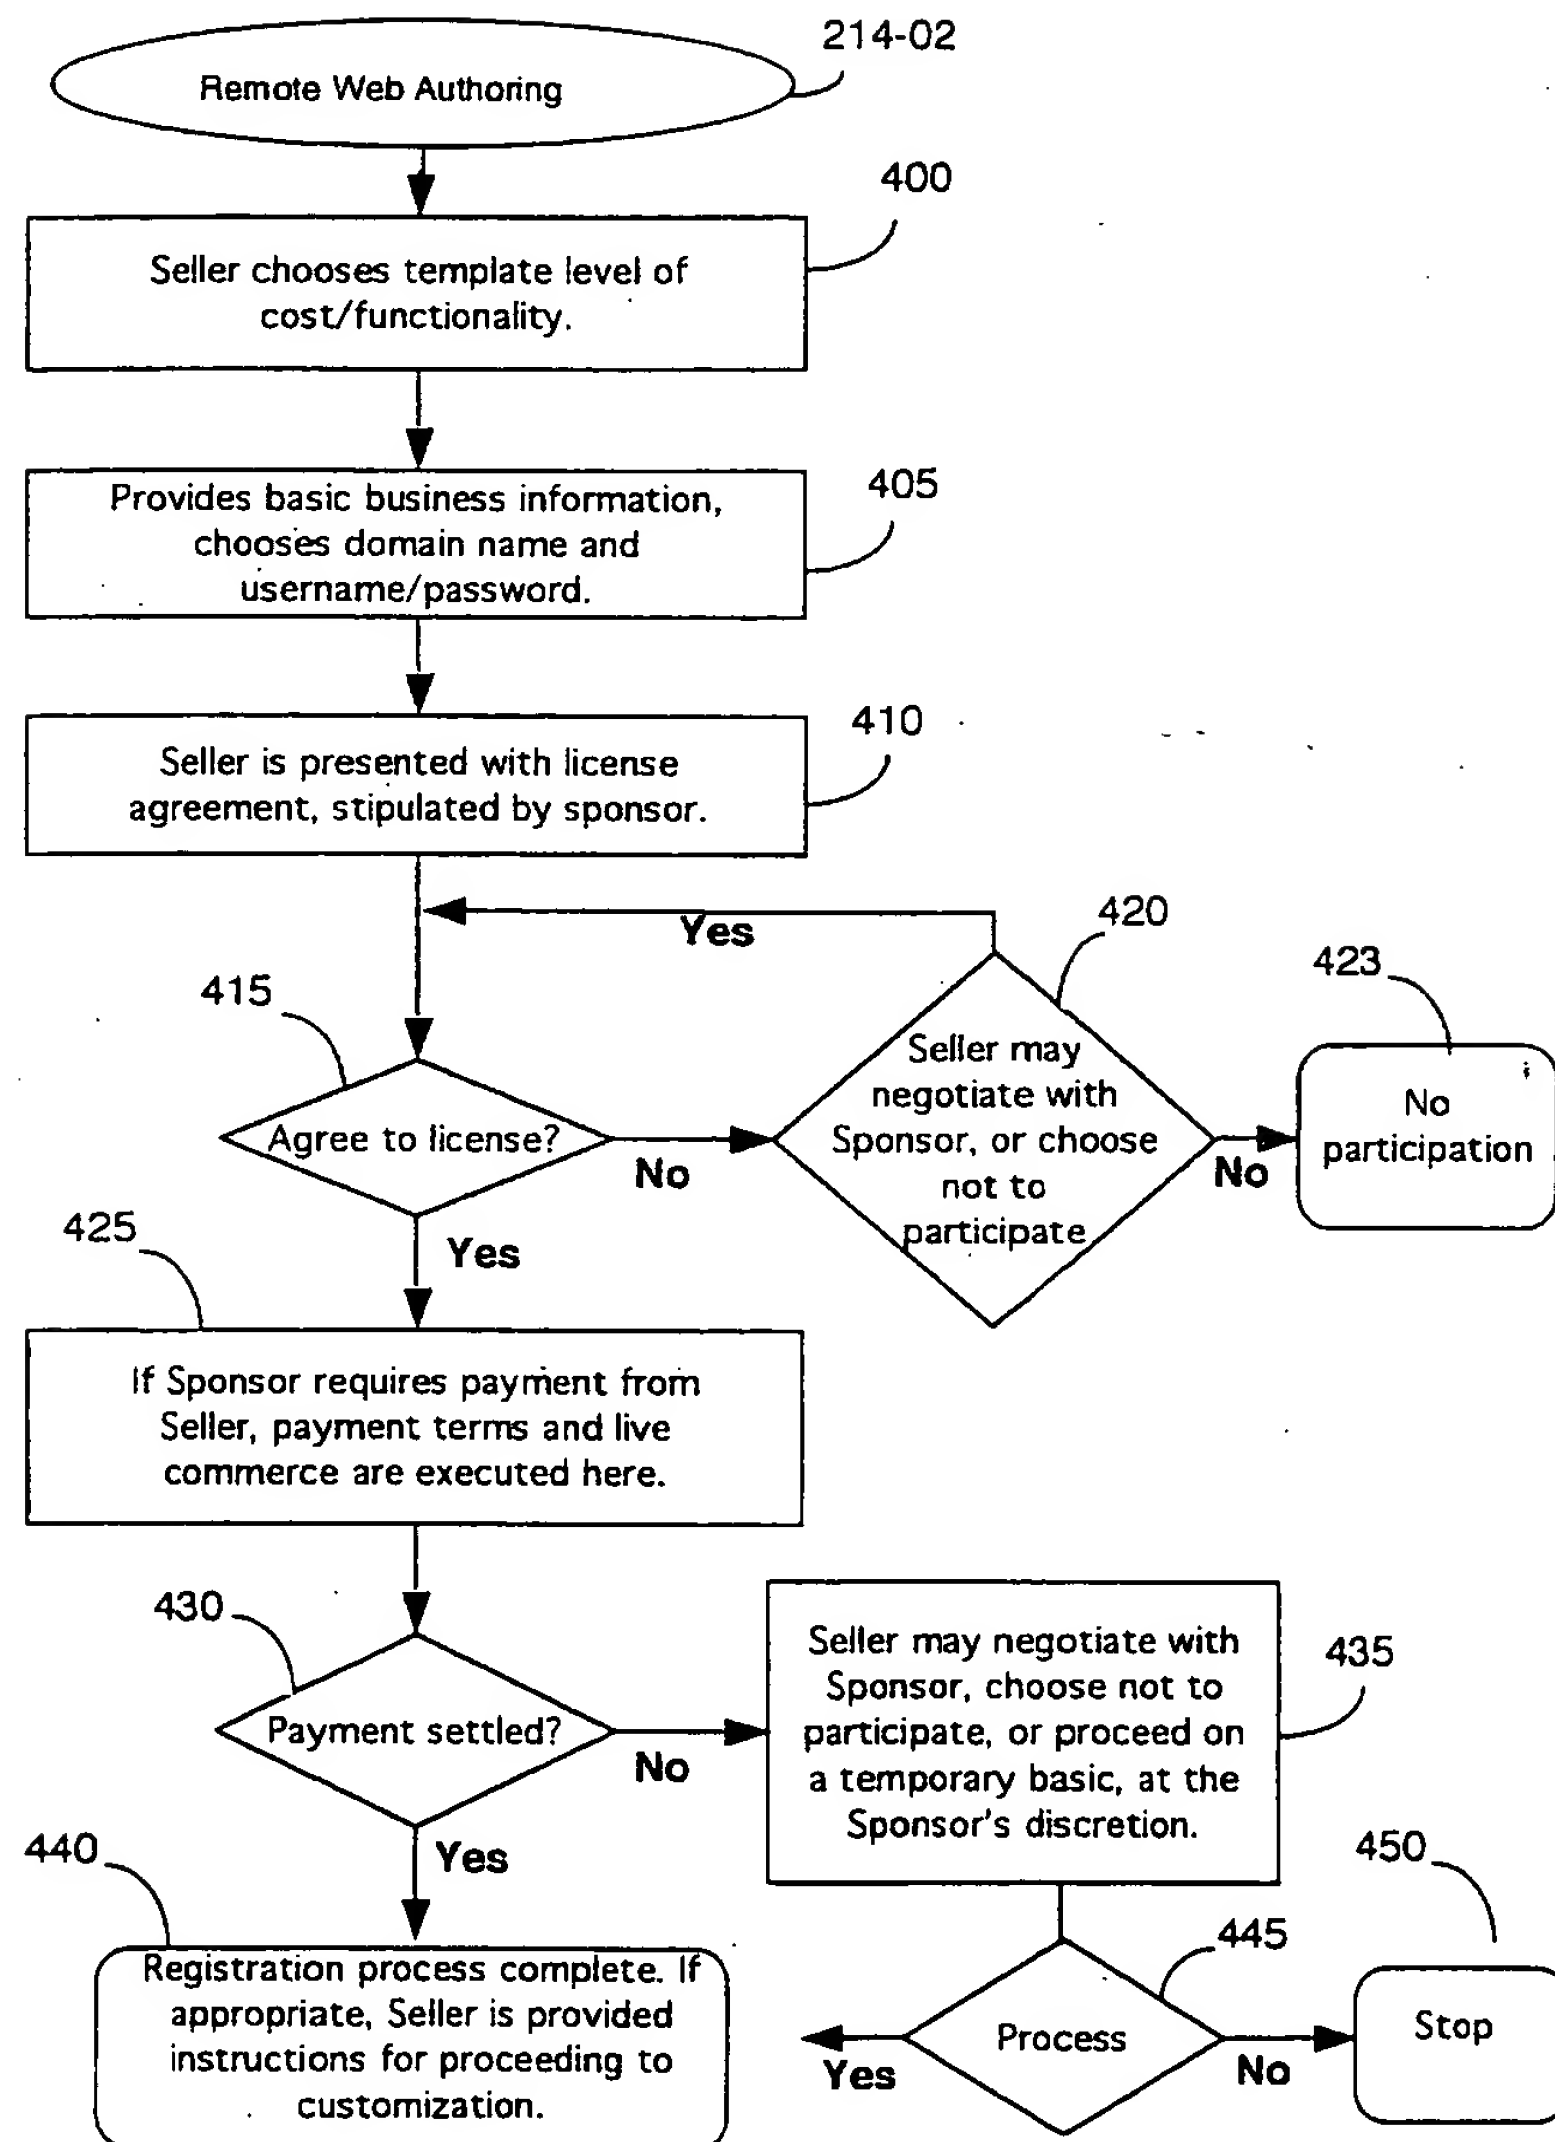 214-02
Remote Web Authoring
400
Seller chooses template level of
cost/functionality.
405
Provides basic business information,
chooses domain name and
username/password.
410
Seller is presented with license
agreement, stipulated by sponsor.
Yes
420
423
415
Seller may
negotiate with
Sponsor, or choose
not to
participate
No
participation
Agree to license?
No
No
425
Yes
If Sponsor requires payment from
Seller, payment terms and live
commerce are executed here.
430
Payment settled?
No
Seller may negotiate with
Sponsor, choose not to
participate, or proceed on
a temporary basic, at the
Sponsor's discretion.
435
440
Yes
450
445
Registration process complete. If
appropriate, Seller is provided
instructions for proceeding to
customization.
Process
Yes
No
Stop